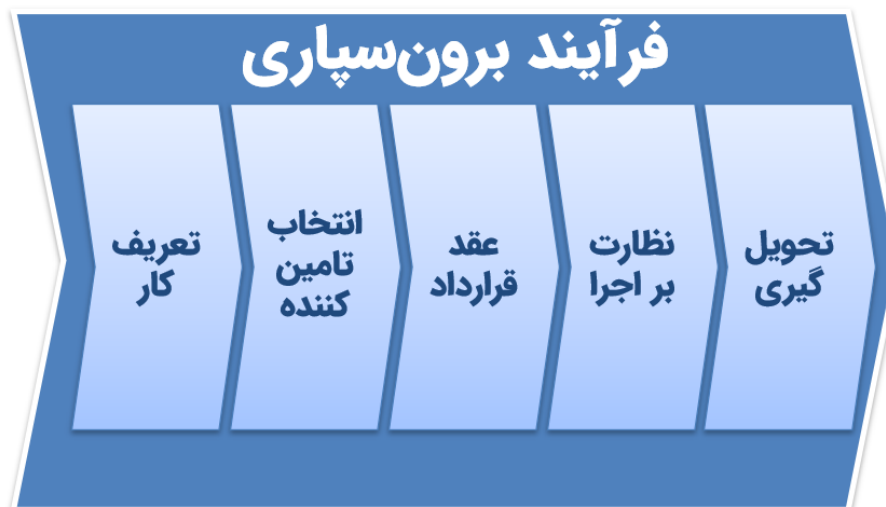 فرآیند برون‌سپاری
تعریف
کار
انتخاب
تامین
کننده
عقد
قرارداد
نظارت
بر اجرا
تحویل
گیری